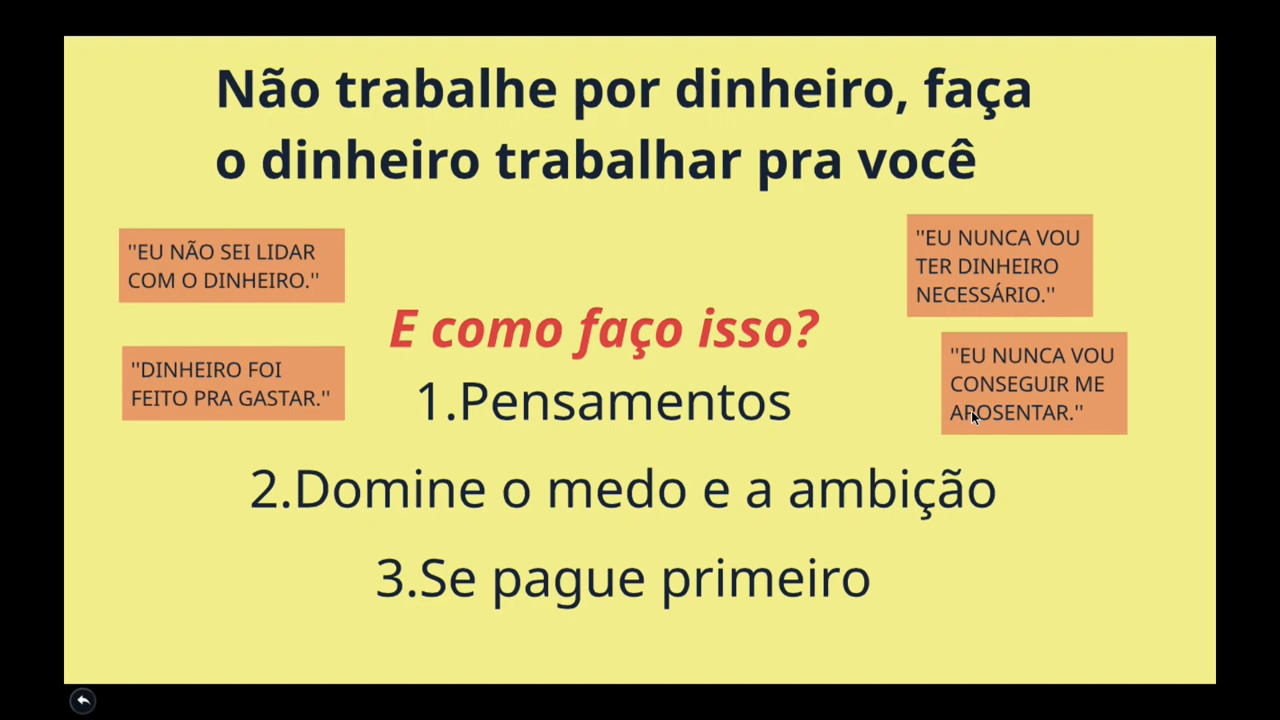 Não trabalhe por dinheiro, faça
o dinheiro trabalhar pra você
"EU NÃO SEI LIDAR
COM O DINHEIRO."
"DINHEIRO FOI
FEITO PRA GASTAR."
"EU NUNCA VOU
TER DINHEIRO
NECESSÁRIO."
"EU NUNCA VOU
CONSEGUIR ME
APOSENTAR."
E como faço isso?
1.Pensamentos
2.Domine o medo e a ambição
3.Se pague primeiro